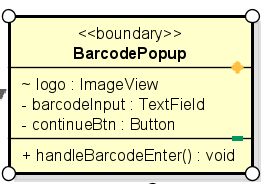 <<boundary>>
BarcodePopup
~ logo : ImageView
- barcodeInput : TextField
- continueBtn : Button
+ handleBarcodeEnter() : void